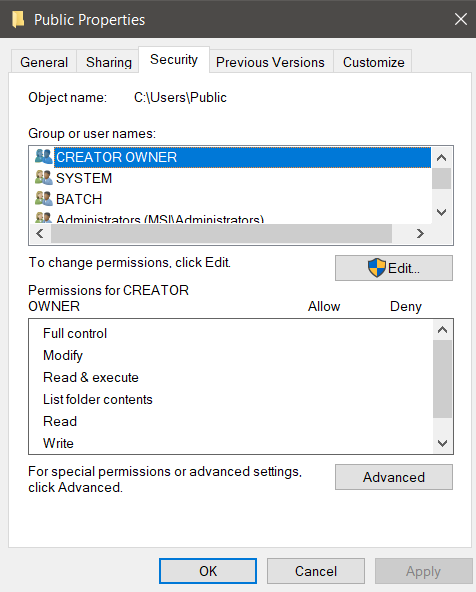 Public Properties
General Sharing Security Previous Versions Customize
Object name: C:\Users\Public
Group or user names:
CREATOR OWNER
SYSTEM
BATCH
Administrators (MSI\Administrators)
To change permissions, click Edit.
Edit...
Permissions for CREATOR
OWNER Allow Deny
Full control
Modify
Read & execute
List folder contents
Read
Write
For special permissions or advanced settings,
click Advanced.
Advanced
OK Cancel Apply